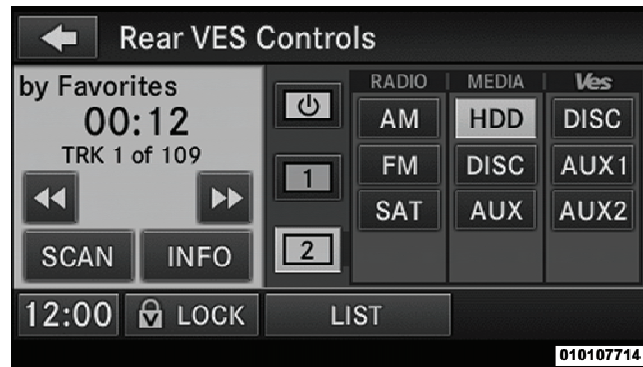 Rear VES Controls
by Favorites
00:12
TRK 1 of 109
SCAN INFO
1
2
RADIO MEDIA Ves
AM HDD DISC
FM DISC AUX1
SAT AUX AUX2
12:00 LOCK LIST
010107714